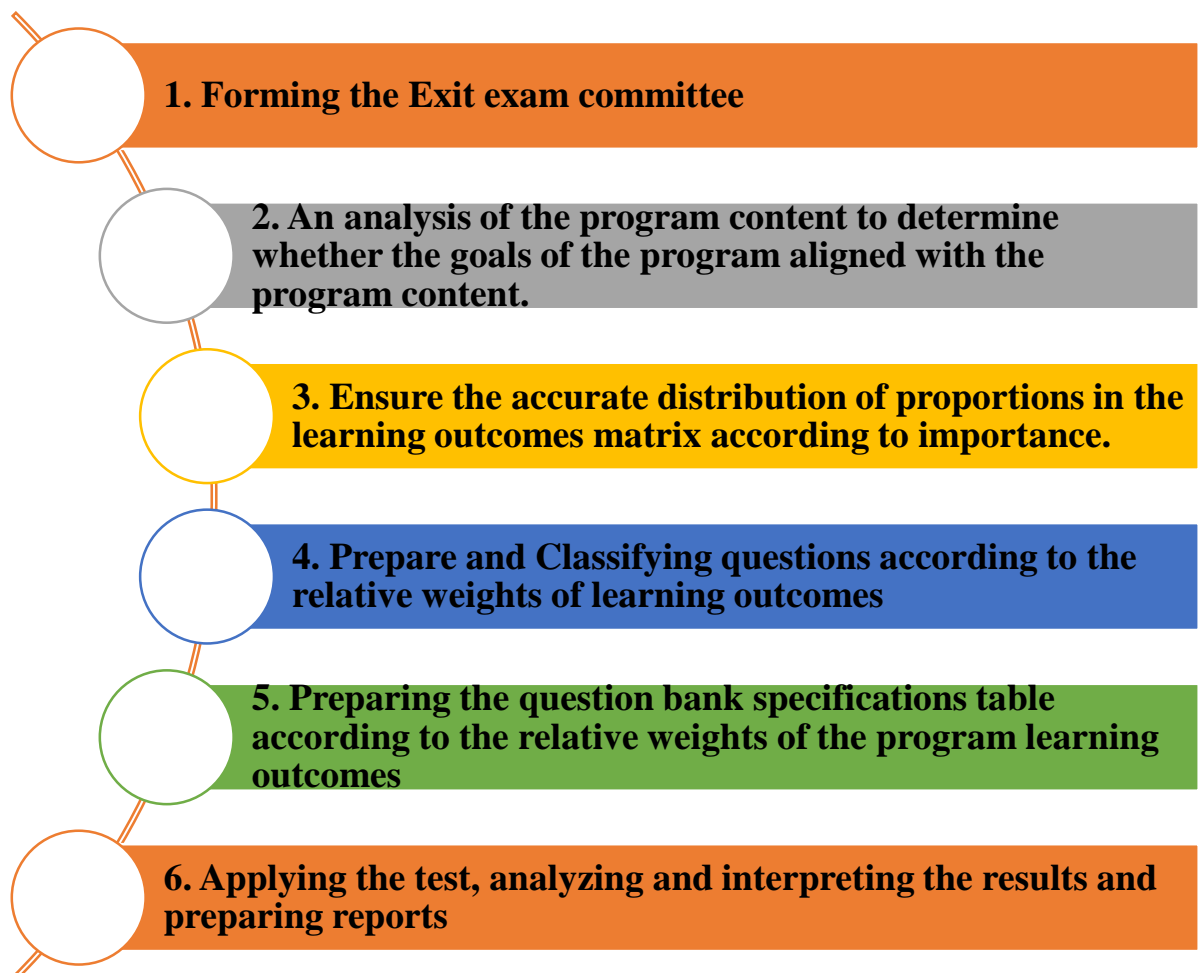 1. Forming the Exit exam committee
2. An analysis of the program content to determine
whether the goals of the program aligned with the
program content.
3. Ensure the accurate distribution of proportions in the
learning outcomes matrix according to importance.
4. Prepare and Classifying questions according to the
relative weights of learning outcomes
5. Preparing the question bank specifications table
according to the relative weights of the program learning
outcomes
6. Applying the test, analyzing and interpreting the results and
preparing reports